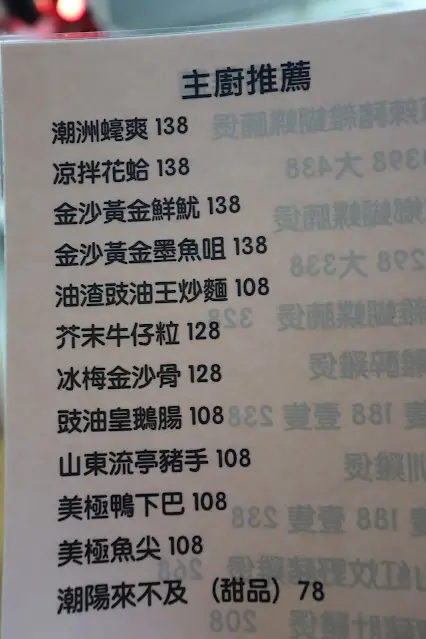 主廚推薦
潮洲蠔爽 138
凉拌花蛤 138
金沙黃金鮮魷 138
金沙黃金墨魚咀 138
油渣豉油王炒麵 108
芥末牛仔粒 128
冰梅金沙骨 128
豉油皇鵝腸 108
山東流亭豬手 108
美極鴨下巴 108
美極魚尖 108
潮陽來不及 （甜品）78